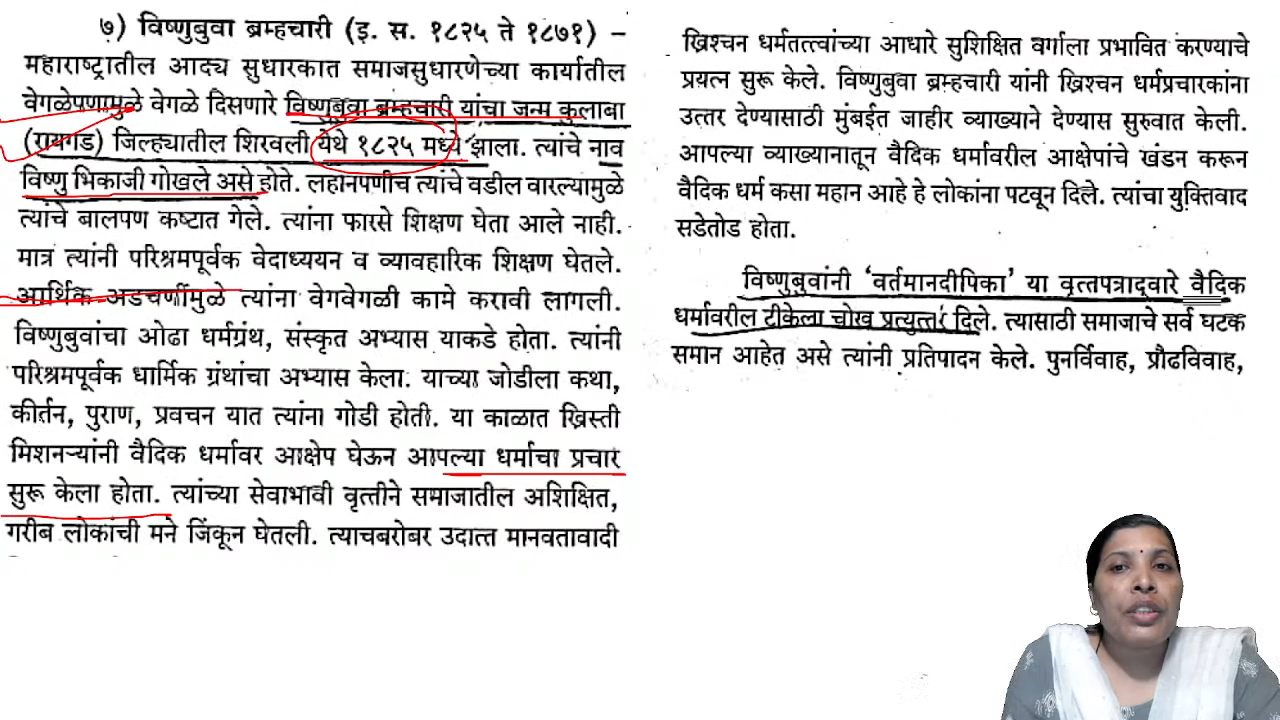 ७) विष्णुबुवा ब्रम्हचारी (इ. स. १८२५ ते १८७१) –
महाराष्ट्रातील आद्य सुधारकात समाजसुधारणेच्या कार्यातील
वेगळेपणामुळे वेगळे दिसणारे विष्णुबुवा ब्रम्हचारी यांचा जन्म कुलाबा
(रायगड) जिल्ह्यातील शिरवली येथे १८२५ मध्ये झाला. त्यांचे नाव
विष्णु भिकाजी गोखले असे होते. लहानपणीच त्यांचे वडील वारल्यामुळे
त्यांचे बालपण कष्टात गेले. त्यांना फारसे शिक्षण घेता आले नाही.
मात्र त्यांनी परिश्रमपूर्वक वेदाध्ययन व व्यावहारिक शिक्षण घेतले.
आर्थिक अडचणींमुळे त्यांना वेगवेगळी कामे करावी लागली.
विष्णुबुवांचा ओढा धर्मग्रंथ, संस्कृत अभ्यास याकडे होता. त्यांनी
परिश्रमपूर्वक धार्मिक ग्रंथांचा अभ्यास केला. याच्या जोडीला कथा,
कीर्तन, पुराण, प्रवचन यात त्यांना गोडी होती. या काळात ख्रिस्ती
मिशनऱ्यांनी वैदिक धर्मावर आक्षेप घेऊन आपल्या धर्माचा प्रचार
सुरू केला होता. त्यांच्या सेवाभावी वृत्तीने समाजातील अशिक्षित,
गरीब लोकांची मने जिंकून घेतली. त्याचबरोबर उदात्त मानवतावादी
ख्रिश्चन धर्मतत्त्वांच्या आधारे सुशिक्षित वर्गाला प्रभावित करण्याचे
प्रयत्न सुरू केले. विष्णुबुवा ब्रम्हचारी यांनी ख्रिश्चन धर्मप्रचारकांना
उत्तर देण्यासाठी मुंबईत जाहीर व्याख्याने देण्यास सुरुवात केली.
आपल्या व्याख्यानातून वैदिक धर्मावरील आक्षेपांचे खंडन करून
वैदिक धर्म कसा महान आहे हे लोकांना पटवून दिले. त्यांचा युक्तिवाद
सडेतोड होता.
विष्णुबुवांनी ‘वर्तमानदीपिका’ या वृत्तपत्राद्वारे वैदिक
धर्मावरील टीकेला चोख प्रत्युत्तर दिले. त्यासाठी समाजाचे सर्व घटक
समान आहेत असे त्यांनी प्रतिपादन केले. पुनर्विवाह, प्रौढविवाह,